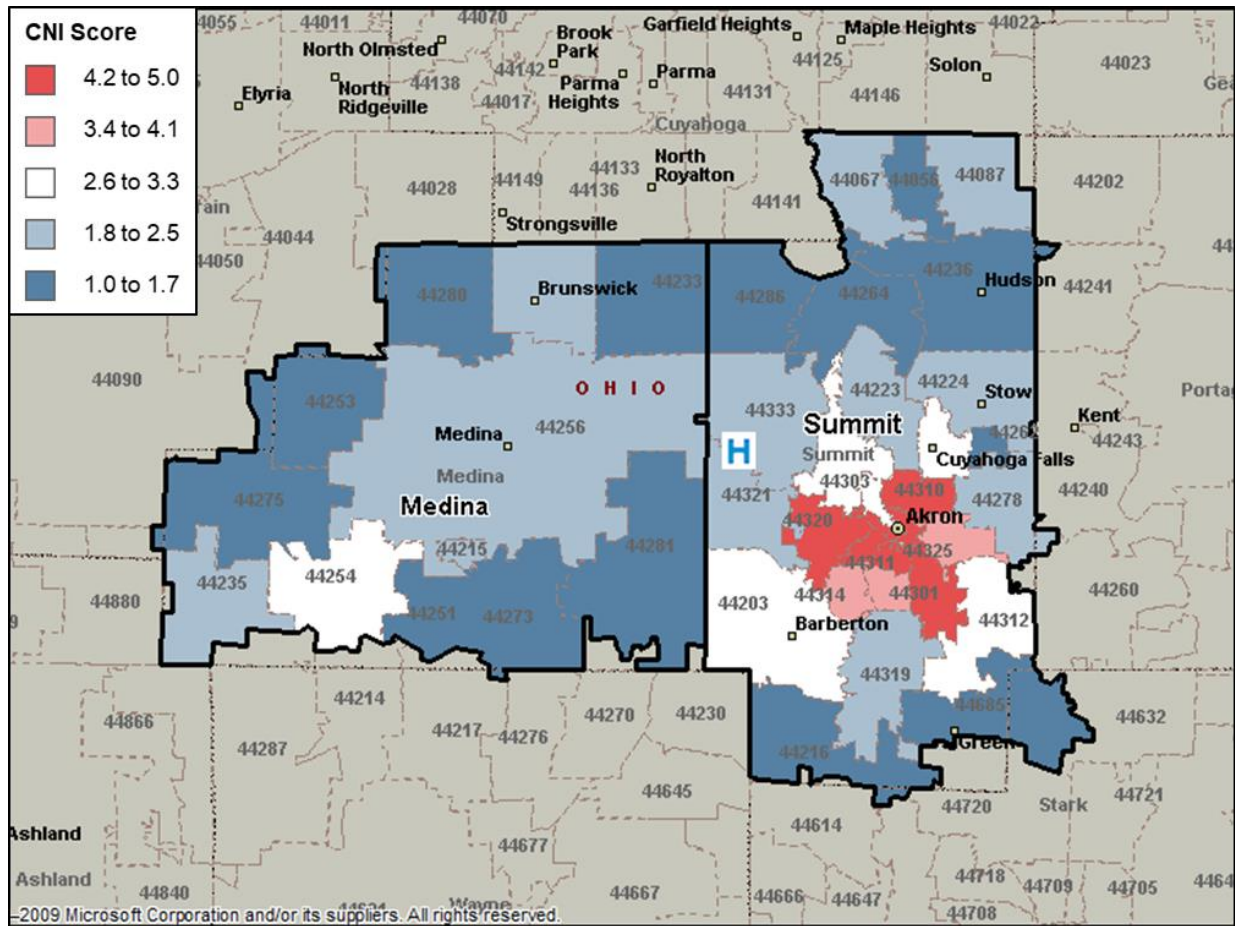 CNI Score
4.2 to 5.0
3.4 to 4.1
2.6 to 3.3
1.8 to 2.5
1.0 to 1.7
44055
44011
44070
Garfield Heights
Maple Heights
44022
North Olmsted
Brook
Park
44142
44138
Parma
Heights
Parma
44125
Solon
44023
Elyria
North
Ridgeville
44017
44131
44146
Gea
Cuyahoga
44028
44149
44133
44136
North
Royalton
44141
44067
44056
44087
44202
Strongsville
44044
44050
44280
Brunswick
44233
44286
44264
44236
Hudson
44241
44090
44253
O H I O
44333
44223
44224
Stow
Portag
Medina
44256
H
Summit
Summit
44262
Kent
44243
Medina
Cuyahoga Falls
44303
44240
44275
Medina
44321
44310
44278
44320
Akron
44215
44281
44325
44311
44235
44254
44251
44273
44203
44314
44301
44312
44260
44880
Barberton
44319
44214
44866
44217
44270
44230
44685
44632
44287
44276
44216
Green
44645
44720
Stark
44721
Ashland
44677
44614
Ashland
44840
Wayne
44667
44666
44647
44718
44709
44705
44708
2009 Microsoft Corporation and/or its suppliers. All rights reserved.